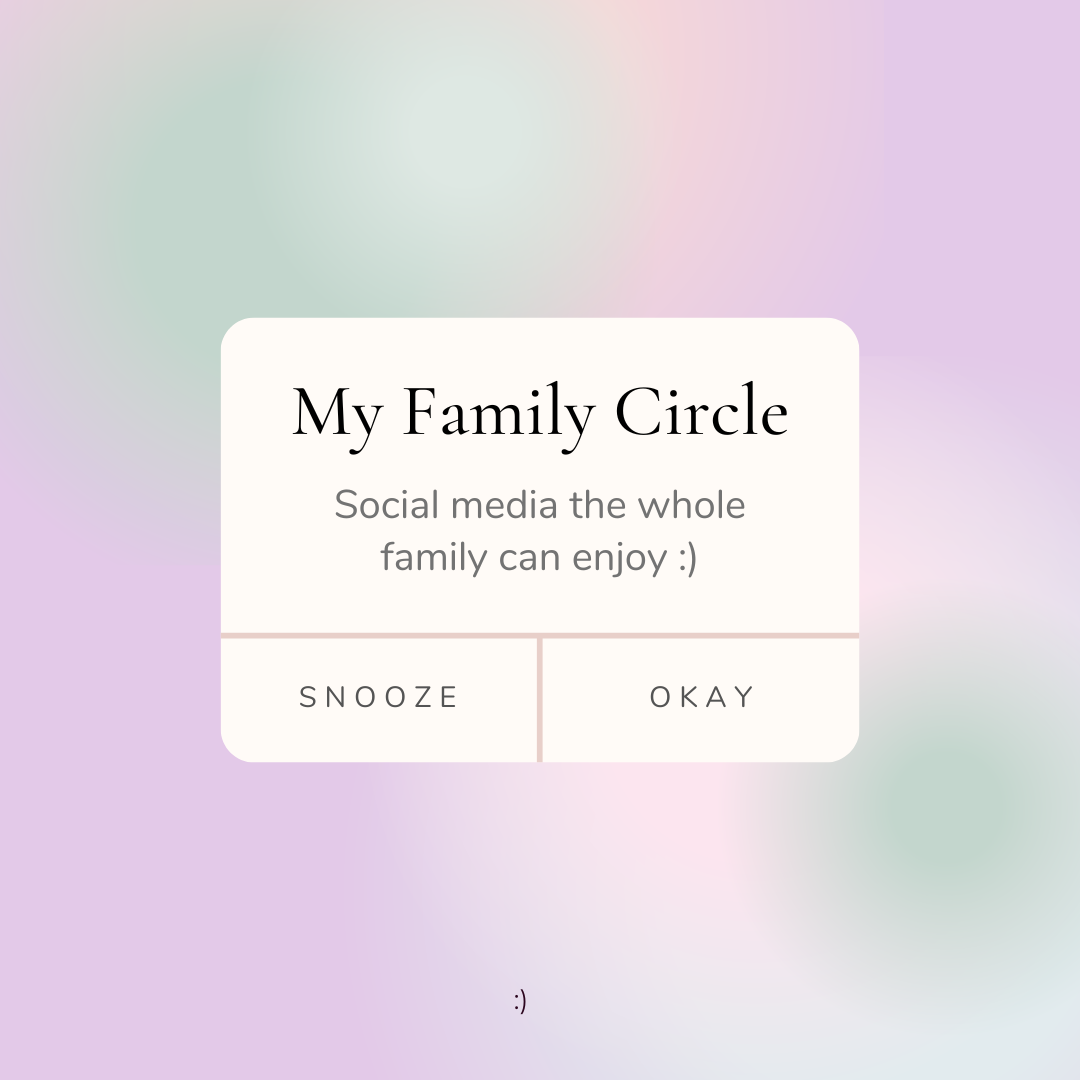 My Family Circle
Social media the whole
family can enjoy :)
SNOOZE
OKAY
:)